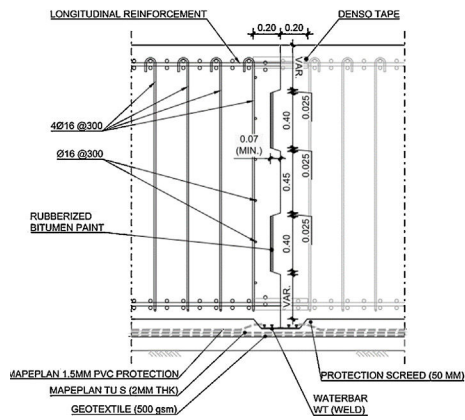 LONGITUDINAL REINFORCEMENT
0.20 0.20
DENSO TAPE
VAR.
4Ø16 @300
0.40
0.025
0.07
(MIN.)
Ø16 @300
0.45
0.025
RUBBERIZED
BITUMEN PAINT
0.40
0.025
VAR.
MAPEPLAN 1.5MM PVC PROTECTION
PROTECTION SCREED (50 MM)
MAPEPLAN TU S (2MM THK)
WATERBAR
WT (WELD)
GEOTEXTILE (500 gsm)